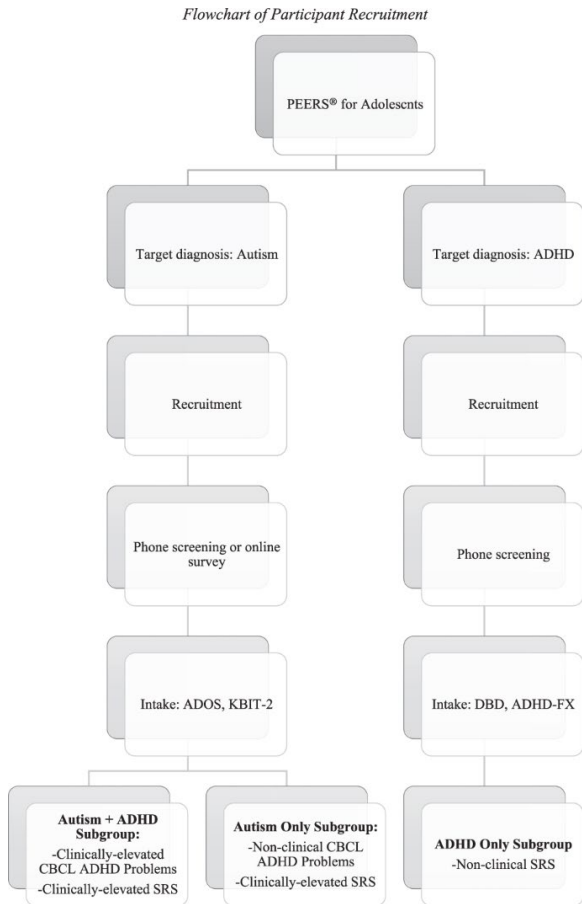 Flowchart of Participant Recruitment
PEERS® for Adolescnts
Target diagnosis: Autism
Target diagnosis: ADHD
Recruitment
Recruitment
Phone screening or online
survey
Phone screening
Intake: ADOS, KBIT-2
Intake: DBD, ADHD-FX
Autism + ADHD
Subgroup:
-Clinically-elevated
CBCL ADHD Problems
-Clinically-elevated SRS
Autism Only Subgroup:
-Non-clinical CBCL
ADHD Problems
-Clinically-elevated SRS
ADHD Only Subgroup
-Non-clinical SRS